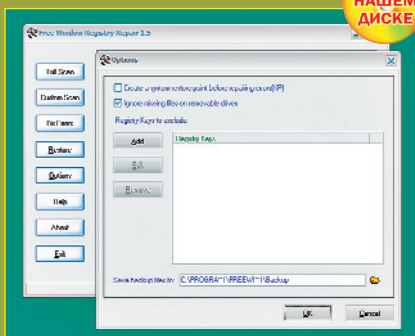 НАШЕМ
ДИСКЕ
Free Window Registry Repair 1.5
Full Scan
Custom Scan
Fix Errors
Restore
Options
Help
About
Exit
Options
Create a system restore point before repairing errors(XP)
Ignore missing files on removable drives
Registry Keys to exclude:
Add
Edit
Remove
Registry Keys
Save backup files in: C:\PROGRA~1\FREEWI~1\Backup
OK
Cancel